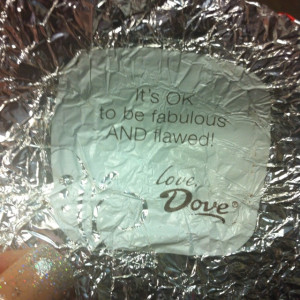 It's OK
to be fabulous
AND flawed!
Love,
Dove®